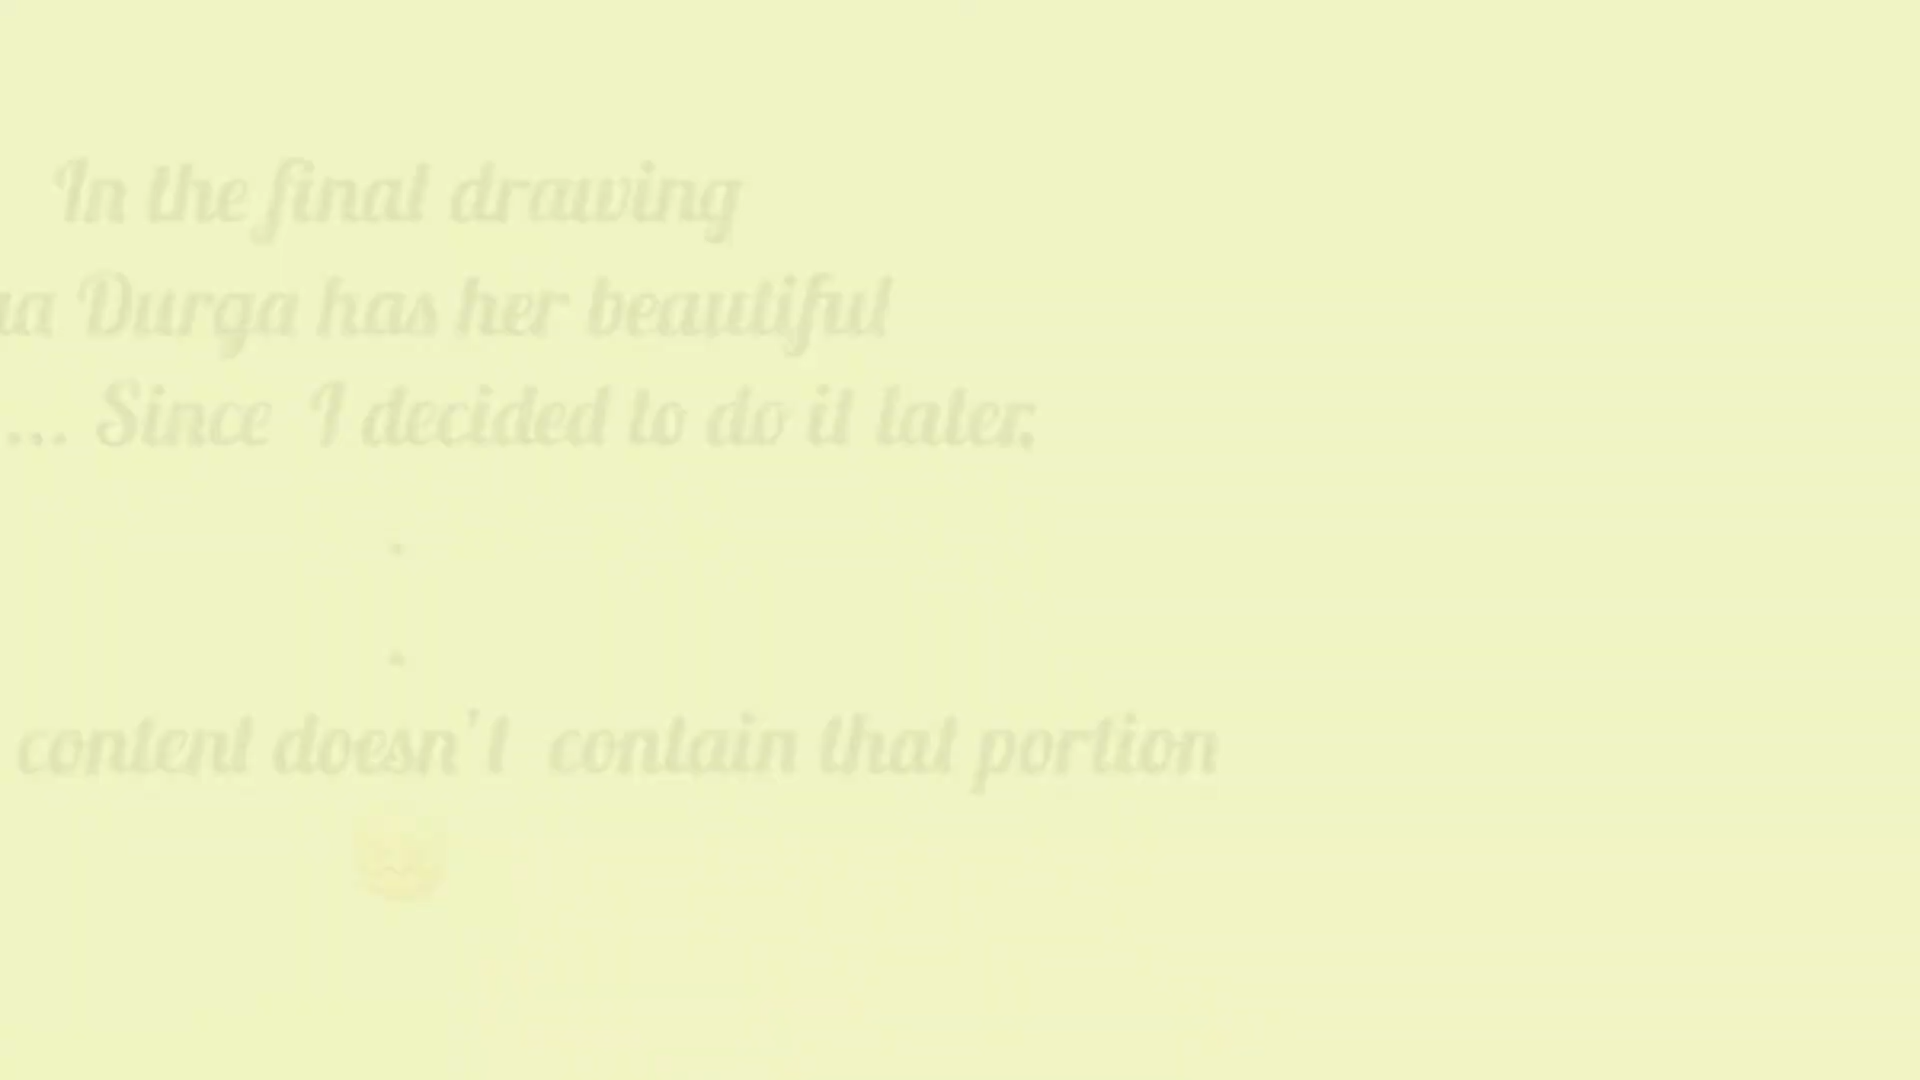 In the final drawing
Durga has her beautiful
... Since I decided to do it later.
.
.
content doesn't contain that portion